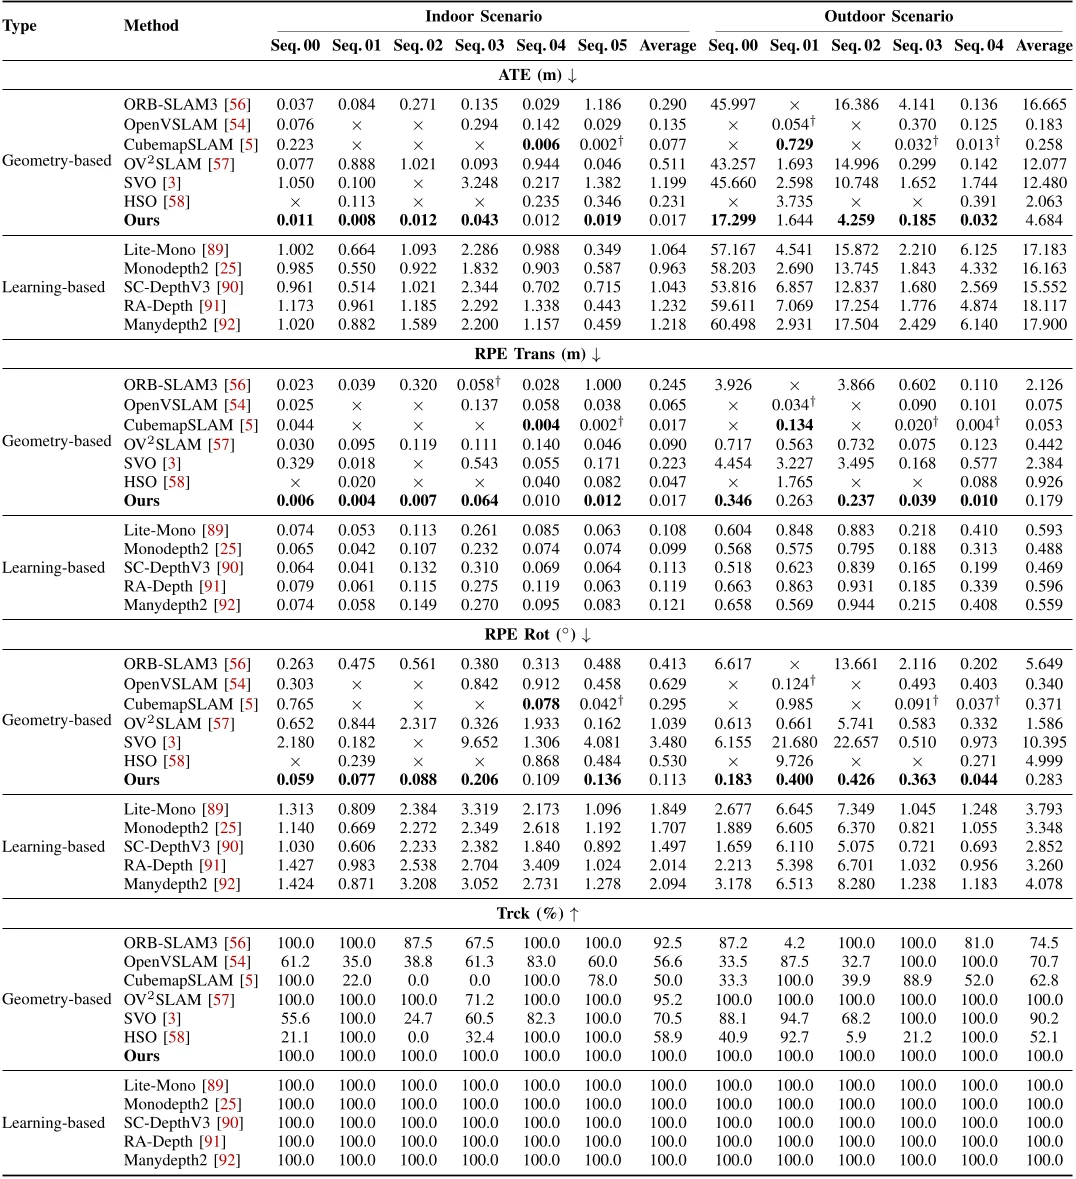 Type Method Indoor Scenario Outdoor Scenario
Seq. 00 Seq. 01 Seq. 02 Seq. 03 Seq. 04 Seq. 05 Average Seq. 00 Seq. 01 Seq. 02 Seq. 03 Seq. 04 Average
ATE (m) ↓
Geometry-based
ORB-SLAM3 [56] 0.037 0.084 0.271 0.135 0.029 1.186 0.290 45.997 × 16.386 4.141 0.136 16.665
OpenVSLAM [54] 0.076 × × 0.294 0.142 0.029 0.135 × 0.054† × 0.370 0.125 0.183
CubemapSLAM [5] 0.223 × × × 0.006 0.002† 0.077 × 0.729 × 0.032† 0.013† 0.258
OV²SLAM [57] 0.077 0.888 1.021 0.093 0.944 0.046 0.511 43.257 1.693 14.996 0.299 0.142 12.077
SVO [3] 1.050 0.100 × 3.248 0.217 1.382 1.199 45.660 2.598 10.748 1.652 1.744 12.480
HSO [58] × 0.113 × × 0.235 0.346 0.231 × 3.735 × × 0.391 2.063
Ours 0.011 0.008 0.012 0.043 0.012 0.019 0.017 17.299 1.644 4.259 0.185 0.032 4.684
Learning-based
Lite-Mono [89] 1.002 0.664 1.093 2.286 0.988 0.349 1.064 57.167 4.541 15.872 2.210 6.125 17.183
Monodepth2 [25] 0.985 0.550 0.922 1.832 0.903 0.587 0.963 58.203 2.690 13.745 1.843 4.332 16.163
SC-DepthV3 [90] 0.961 0.514 1.021 2.344 0.702 0.715 1.043 53.816 6.857 12.837 1.680 2.569 15.552
RA-Depth [91] 1.173 0.961 1.185 2.292 1.338 0.443 1.232 59.611 7.069 17.254 1.776 4.874 18.117
Manydepth2 [92] 1.020 0.882 1.589 2.200 1.157 0.459 1.218 60.498 2.931 17.504 2.429 6.140 17.900
RPE Trans (m) ↓
Geometry-based
ORB-SLAM3 [56] 0.023 0.039 0.320 0.058† 0.028 1.000 0.245 3.926 × 3.866 0.602 0.110 2.126
OpenVSLAM [54] 0.025 × × 0.137 0.058 0.038 0.065 × 0.034† × 0.090 0.101 0.075
CubemapSLAM [5] 0.044 × × × 0.004 0.002† 0.017 × 0.134 × 0.020† 0.004† 0.053
OV²SLAM [57] 0.030 0.095 0.119 0.111 0.140 0.046 0.090 0.717 0.563 0.732 0.075 0.123 0.442
SVO [3] 0.329 0.018 × 0.543 0.055 0.171 0.223 4.454 3.227 3.495 0.168 0.577 2.384
HSO [58] × 0.020 × × 0.040 0.082 0.047 × 1.765 × × 0.088 0.926
Ours 0.006 0.004 0.007 0.064 0.010 0.012 0.017 0.346 0.263 0.237 0.039 0.010 0.179
Learning-based
Lite-Mono [89] 0.074 0.053 0.113 0.261 0.085 0.063 0.108 0.604 0.848 0.883 0.218 0.410 0.593
Monodepth2 [25] 0.065 0.042 0.107 0.232 0.074 0.074 0.099 0.568 0.575 0.795 0.188 0.313 0.488
SC-DepthV3 [90] 0.064 0.041 0.132 0.310 0.069 0.064 0.113 0.518 0.623 0.839 0.165 0.199 0.469
RA-Depth [91] 0.079 0.061 0.115 0.275 0.119 0.063 0.119 0.663 0.863 0.931 0.185 0.339 0.596
Manydepth2 [92] 0.074 0.058 0.149 0.270 0.095 0.083 0.121 0.658 0.569 0.944 0.215 0.408 0.559
RPE Rot (°) ↓
Geometry-based
ORB-SLAM3 [56] 0.263 0.475 0.561 0.380 0.313 0.488 0.413 6.617 × 13.661 2.116 0.202 5.649
OpenVSLAM [54] 0.303 × × 0.842 0.912 0.458 0.629 × 0.124† × 0.493 0.403 0.340
CubemapSLAM [5] 0.765 × × × 0.078 0.042† 0.295 × 0.985 × 0.091† 0.037† 0.371
OV²SLAM [57] 0.652 0.844 2.317 0.326 1.933 0.162 1.039 0.613 0.661 5.741 0.583 0.332 1.586
SVO [3] 2.180 0.182 × 9.652 1.306 4.081 3.480 6.155 21.680 22.657 0.510 0.973 10.395
HSO [58] × 0.239 × × 0.868 0.484 0.530 × 9.726 × × 0.271 4.999
Ours 0.059 0.077 0.088 0.206 0.109 0.136 0.113 0.183 0.400 0.426 0.363 0.044 0.283
Learning-based
Lite-Mono [89] 1.313 0.809 2.384 3.319 2.173 1.096 1.849 2.677 6.645 7.349 1.045 1.248 3.793
Monodepth2 [25] 1.140 0.669 2.272 2.349 2.618 1.192 1.707 1.889 6.605 6.370 0.821 1.055 3.348
SC-DepthV3 [90] 1.030 0.606 2.233 2.382 1.840 0.892 1.497 1.659 6.110 5.075 0.721 0.693 2.852
RA-Depth [91] 1.427 0.983 2.538 2.704 3.409 1.024 2.014 2.213 5.398 6.701 1.032 0.956 3.260
Manydepth2 [92] 1.424 0.871 3.208 3.052 2.731 1.278 2.094 3.178 6.513 8.280 1.238 1.183 4.078
Trck (%) ↑
Geometry-based
ORB-SLAM3 [56] 100.0 100.0 87.5 67.5 100.0 100.0 92.5 87.2 4.2 100.0 100.0 81.0 74.5
OpenVSLAM [54] 61.2 35.0 38.8 61.3 83.0 60.0 56.6 33.5 87.5 32.7 100.0 100.0 70.7
CubemapSLAM [5] 100.0 22.0 0.0 0.0 100.0 78.0 50.0 33.3 100.0 39.9 88.9 52.0 62.8
OV²SLAM [57] 100.0 100.0 100.0 71.2 100.0 100.0 95.2 100.0 100.0 100.0 100.0 100.0 100.0
SVO [3] 55.6 100.0 24.7 60.5 82.3 100.0 70.5 88.1 94.7 68.2 100.0 100.0 90.2
HSO [58] 21.1 100.0 0.0 32.4 100.0 100.0 58.9 40.9 92.7 5.9 21.2 100.0 52.1
Ours 100.0 100.0 100.0 100.0 100.0 100.0 100.0 100.0 100.0 100.0 100.0 100.0 100.0
Learning-based
Lite-Mono [89] 100.0 100.0 100.0 100.0 100.0 100.0 100.0 100.0 100.0 100.0 100.0 100.0 100.0
Monodepth2 [25] 100.0 100.0 100.0 100.0 100.0 100.0 100.0 100.0 100.0 100.0 100.0 100.0 100.0
SC-DepthV3 [90] 100.0 100.0 100.0 100.0 100.0 100.0 100.0 100.0 100.0 100.0 100.0 100.0 100.0
RA-Depth [91] 100.0 100.0 100.0 100.0 100.0 100.0 100.0 100.0 100.0 100.0 100.0 100.0 100.0
Manydepth2 [92] 100.0 100.0 100.0 100.0 100.0 100.0 100.0 100.0 100.0 100.0 100.0 100.0 100.0